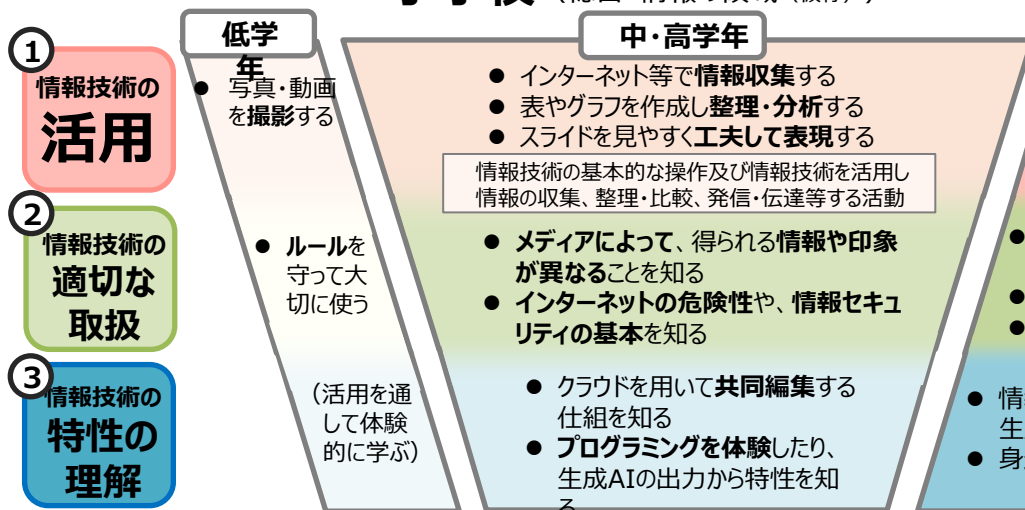 低学
年
中・高学年
①
情報技術の
活用
● 写真・動画
を撮影する
● インターネット等で情報収集する
● 表やグラフを作成し整理・分析する
● スライドを見やすく工夫して表現する
情報技術の基本的な操作及び情報技術を活用し
情報の収集、整理・比較、発信・伝達等する活動
②
情報技術の
適切な
取扱
● ルールを
守って大
切に使う
● メディアによって、得られる情報や印象
が異なることを知る
● インターネットの危険性や、情報セキュ
リティの基本を知る
③
情報技術の
特性の
理解
（活用を通
して体験
的に学ぶ）
● クラウドを用いて共同編集する
仕組を知る
● プログラミングを体験したり、
生成AIの出力から特性を知
● 情
生
● 身